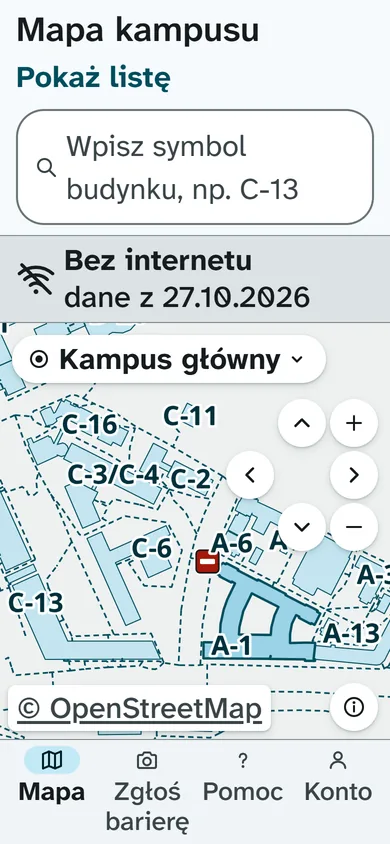 Mapa kampusu
Pokaż listę
Wpisz symbol
budynku, np. C-13
Bez internetu
dane z 27.10.2026
Kampus główny
C-16
C-11
C-3/C-4
C-2
C-6
A-6
C-13
A-1
A-13
© OpenStreetMap
Mapa
Zgłoś
barierę
Pomoc
Konto